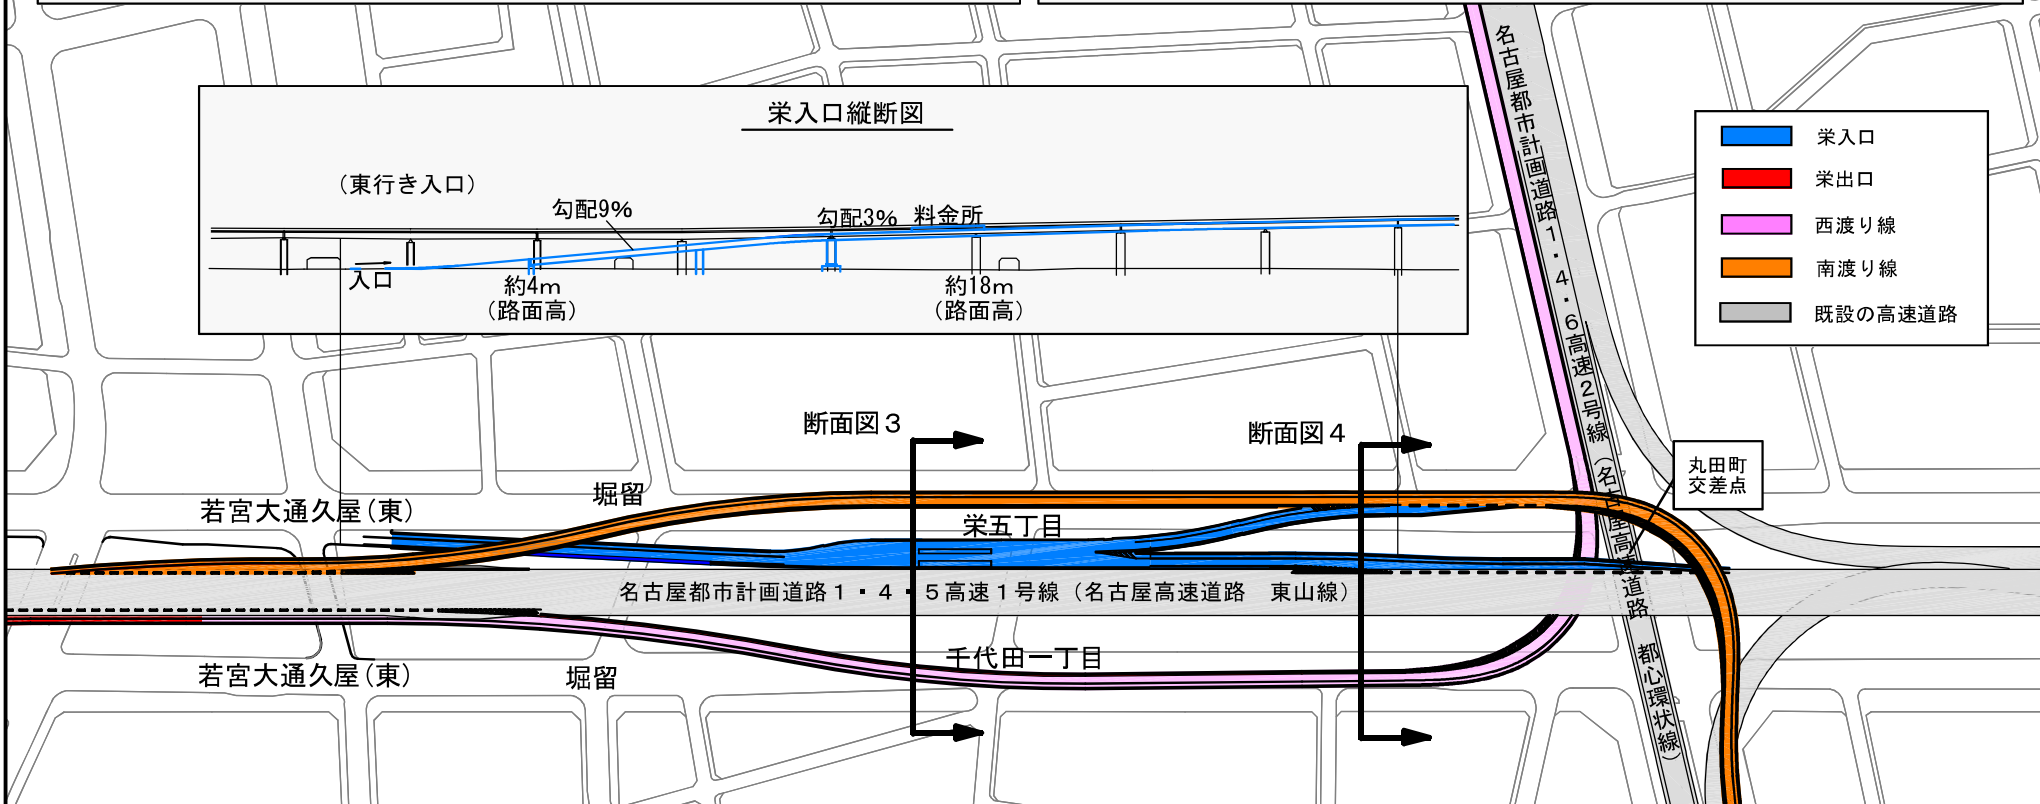 栄入口縦断図
（東行き入口）
勾配9%
勾配3%
料金所
入口
約4m
（路面高）
約18m
（路面高）
栄入口
栄出口
西渡り線
南渡り線
既設の高速道路
名古屋都市計画道路１・４・６高速２号線（名古屋高速道路　都心環状線）
断面図３
断面図４
丸田町
交差点
堀留
若宮大通久屋(東)
栄五丁目
名古屋都市計画道路１・４・５高速１号線（名古屋高速道路　東山線）
千代田一丁目
若宮大通久屋(東)
堀留